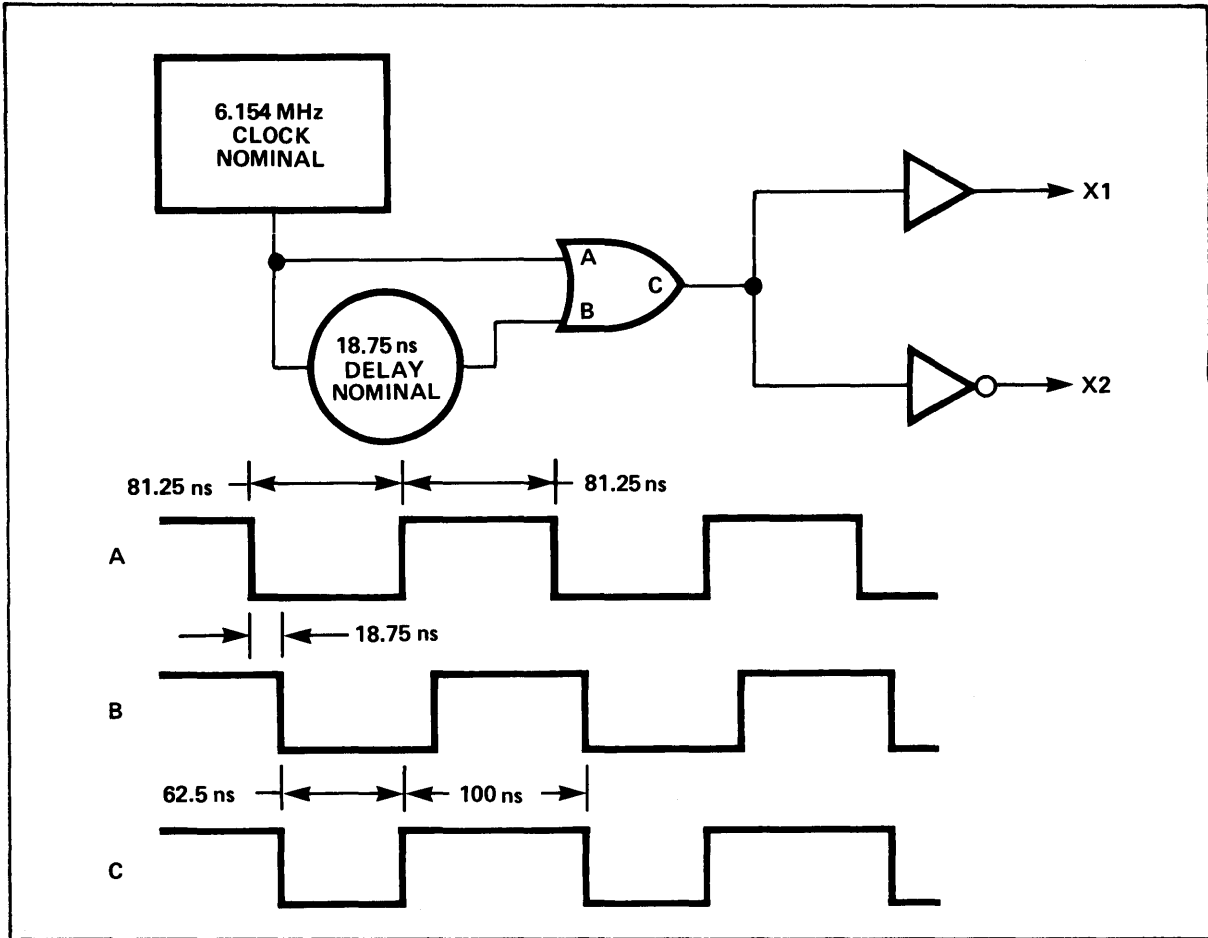 6.154 MHz
CLOCK
NOMINAL
X1
A
C
B
18.75 ns
DELAY
NOMINAL
X2
81.25 ns
81.25 ns
A
18.75 ns
B
62.5 ns
100 ns
C